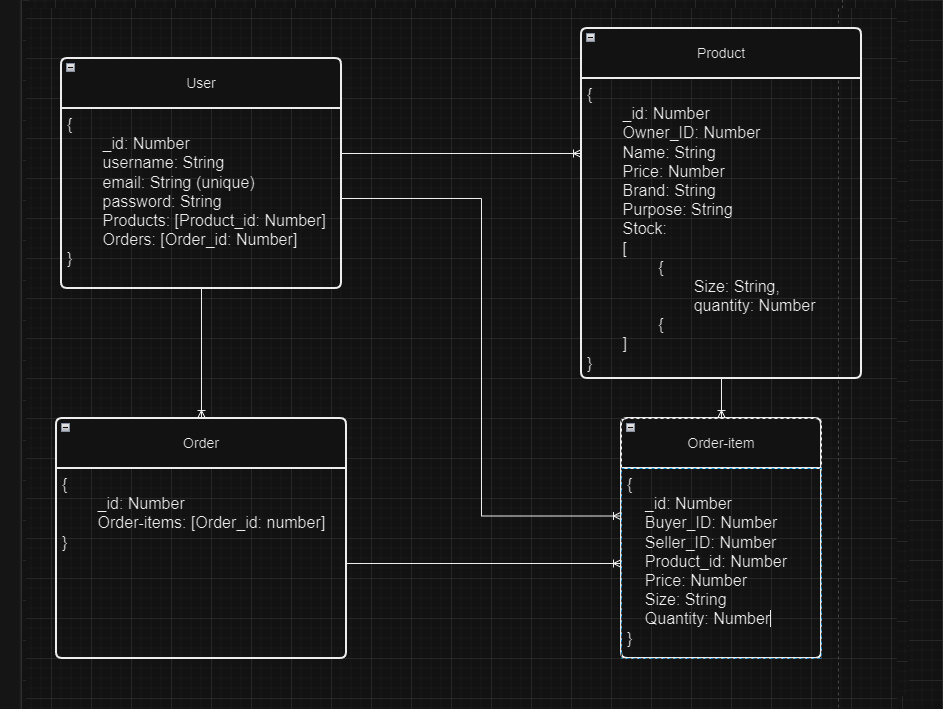 User
{
_id: Number
username: String
email: String (unique)
password: String
Products: [Product_id: Number]
Orders: [Order_id: Number]
}
Product
{
_id: Number
Owner_ID: Number
Name: String
Price: Number
Brand: String
Purpose: String
Stock:
[
{
Size: String,
quantity: Number
{
]
}
Order
{
_id: Number
Order-items: [Order_id: number]
}
Order-item
{
_id: Number
Buyer_ID: Number
Seller_ID: Number
Product_id: Number
Price: Number
Size: String
Quantity: Number
}